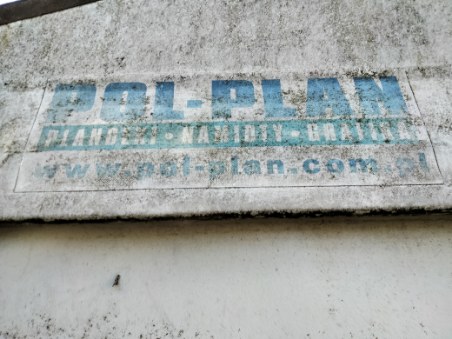 POL-PLAN
PLANDEKI - NAMIOTY -
www.pol-plan.com.pl